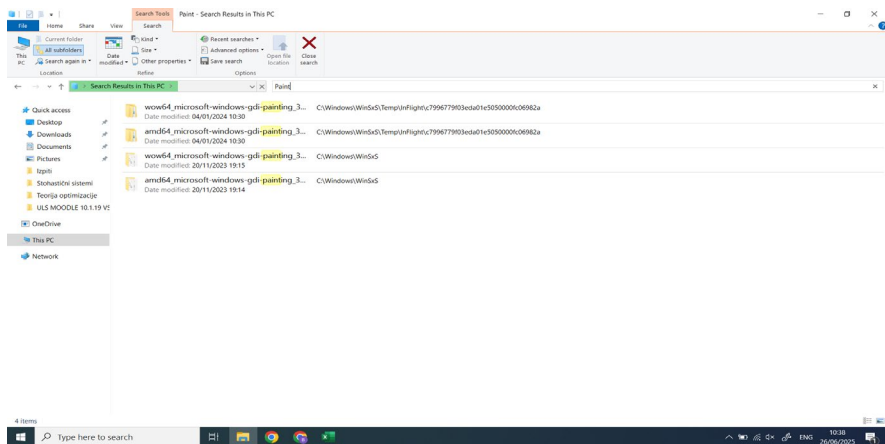 Search Tools Paint - Search Results in This PC
File Home Share View Search
This PC
Current folder
All subfolders
Search again in
Location
Date modified
Kind
Size
Other properties
Refine
Recent searches
Advanced options
Save search
Open file location
Options
Close search
Search Results in This PC
Paint
Quick access
Desktop
Downloads
Documents
Pictures
Izpiti
Stohastični sistemi
Teorija optimizacije
ULS MOODLE 10.1.19 VS
OneDrive
This PC
Network
wow64_microsoft-windows-gdi-painting_3... C:\Windows\WinSxS\Temp\InFlight\c7996779f03eda01e5050000fc06982a
Date modified: 04/01/2024 10:30
amd64_microsoft-windows-gdi-painting_3... C:\Windows\WinSxS\Temp\InFlight\c7996779f03eda01e5050000fc06982a
Date modified: 04/01/2024 10:30
wow64_microsoft-windows-gdi-painting_3... C:\Windows\WinSxS
Date modified: 20/11/2023 19:15
amd64_microsoft-windows-gdi-painting_3... C:\Windows\WinSxS
Date modified: 20/11/2023 19:14
4 items
Type here to search
ENG
10:38
26/06/2025